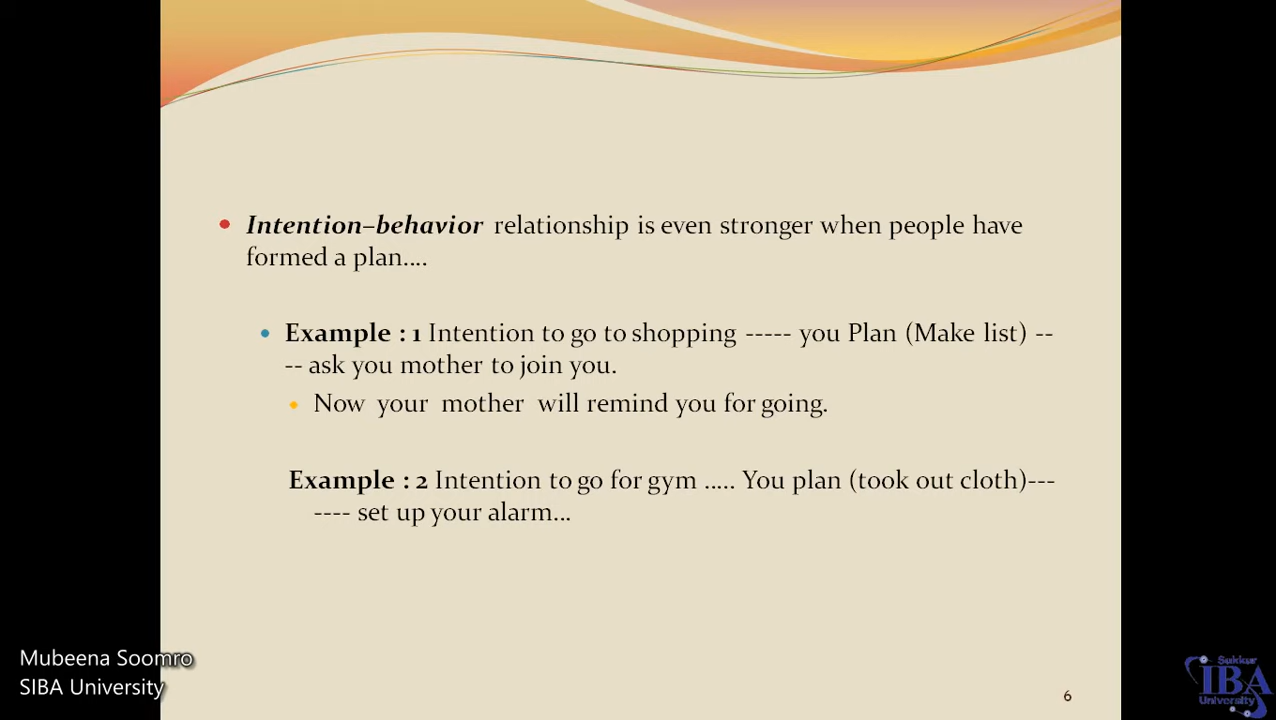 Intention–behavior relationship is even stronger when people have
formed a plan....
Example : 1 Intention to go to shopping ----- you Plan (Make list) --
-- ask you mother to join you.
Now your mother will remind you for going.
Example : 2 Intention to go for gym ..... You plan (took out cloth)---
---- set up your alarm...
Mubeena Soomro
SIBA University
Sukkur
IBA
University
6